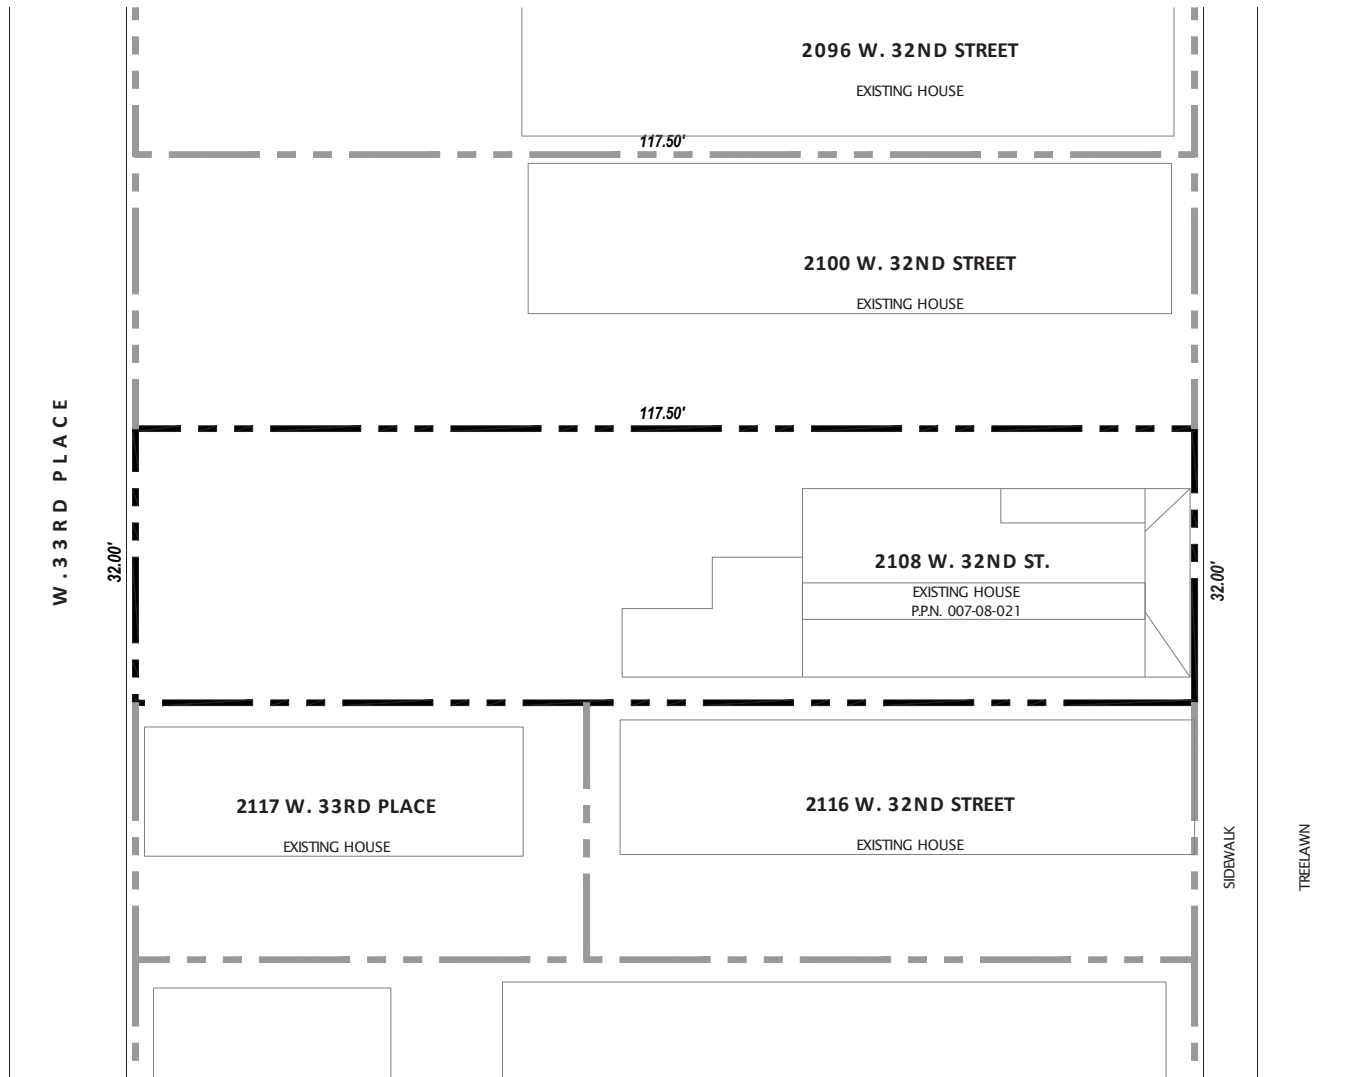 2096 W. 32ND STREET
EXISTING HOUSE
117.50'
2100 W. 32ND STREET
EXISTING HOUSE
117.50'
W.33RD PLACE
32.00'
2108 W. 32ND ST.
EXISTING HOUSE
P.P.N. 007-08-021
32.00'
2117 W. 33RD PLACE
EXISTING HOUSE
2116 W. 32ND STREET
EXISTING HOUSE
SIDEWALK
TREELAWN